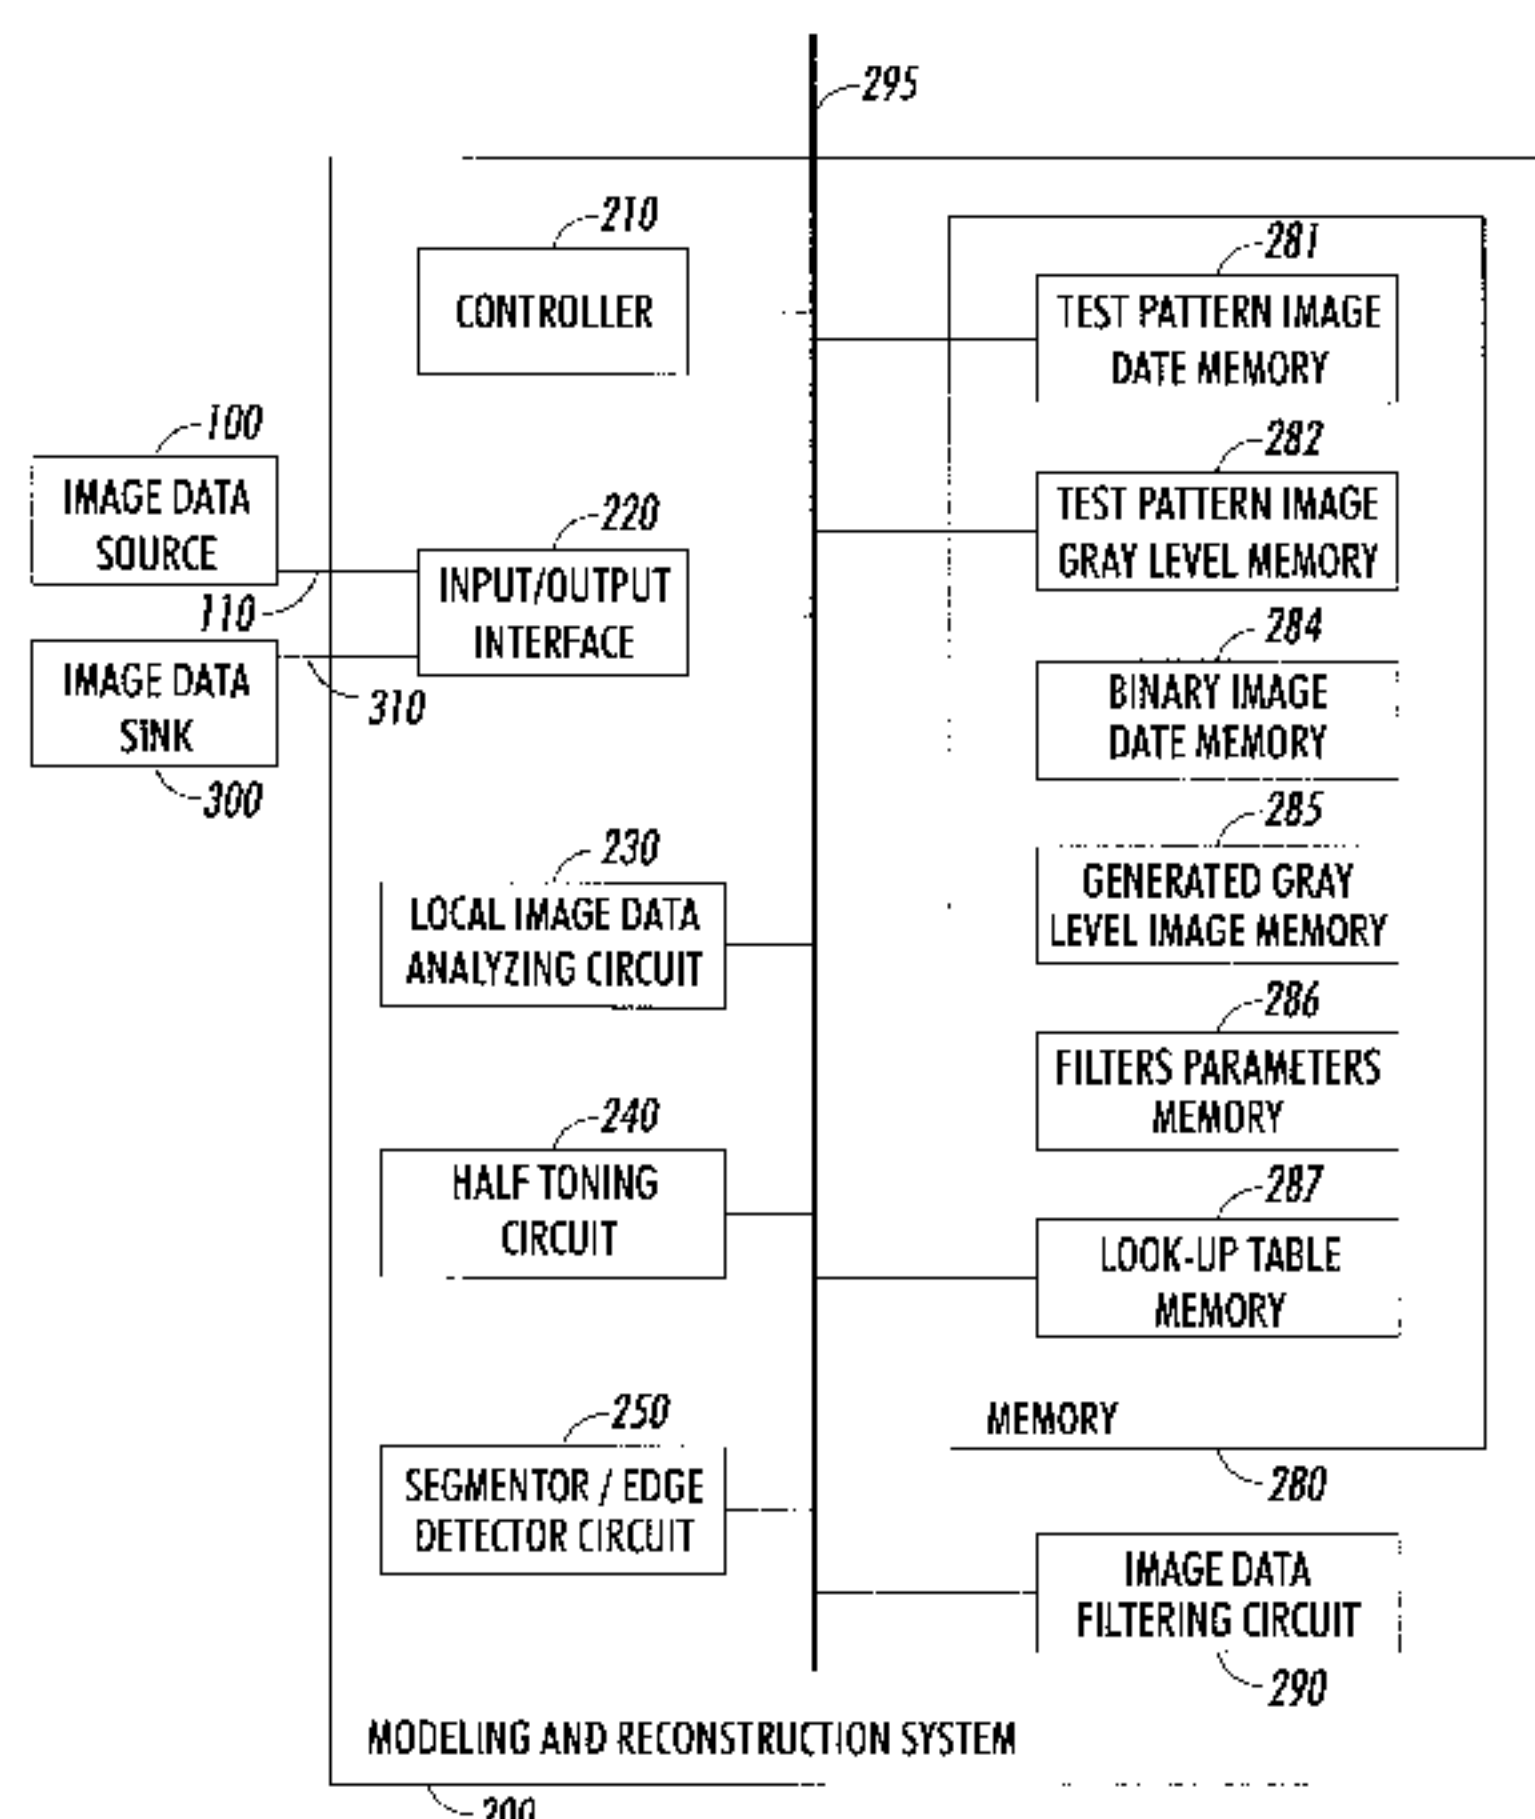 295
210
CONTROLLER
281
TEST PATTERN IMAGE
DATE MEMORY
100
IMAGE DATA
SOURCE
110
220
INPUT/OUTPUT
INTERFACE
282
TEST PATTERN IMAGE
GRAY LEVEL MEMORY
IMAGE DATA
SINK
300
310
284
BINARY IMAGE
DATE MEMORY
230
LOCAL IMAGE DATA
ANALYZING CIRCUIT
285
GENERATED GRAY
LEVEL IMAGE MEMORY
286
FILTERS PARAMETERS
MEMORY
240
HALF TONING
CIRCUIT
287
LOOK-UP TABLE
MEMORY
250
SEGMENTOR / EDGE
DETECTOR CIRCUIT
MEMORY
280
IMAGE DATA
FILTERING CIRCUIT
290
MODELING AND RECONSTRUCTION SYSTEM
200